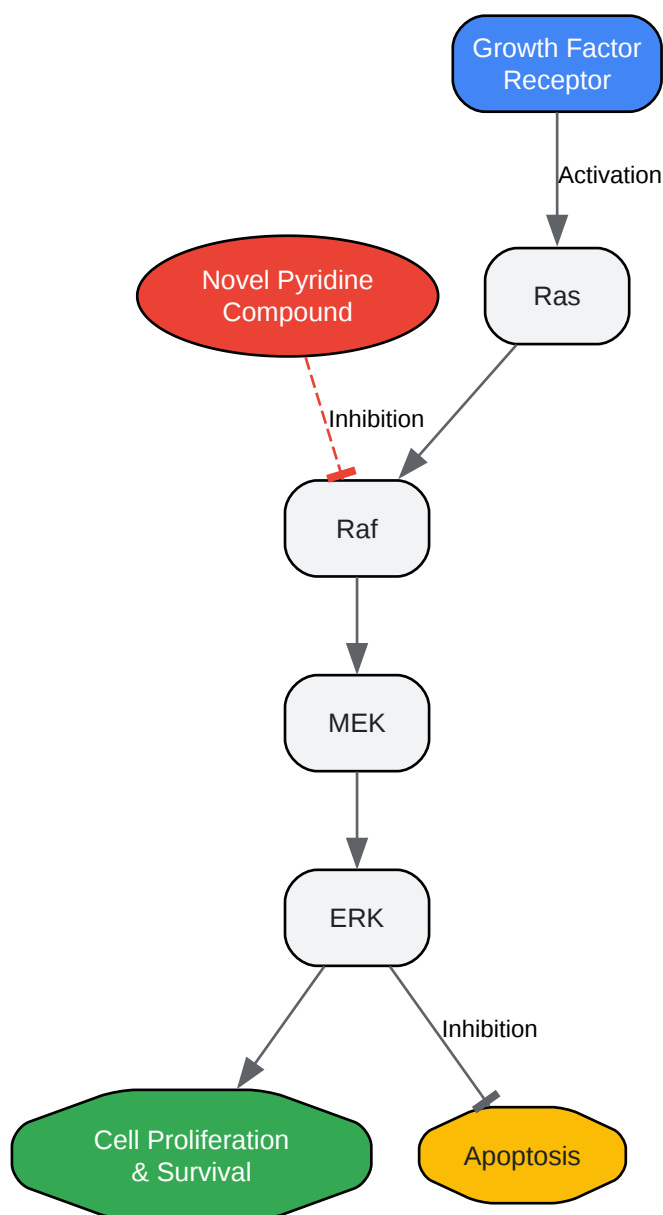 Growth Factor
Receptor
Activation
Novel Pyridine
Compound
Ras
Inhibition
Raf
MEK
ERK
Inhibition
Cell Proliferation
& Survival
Apoptosis